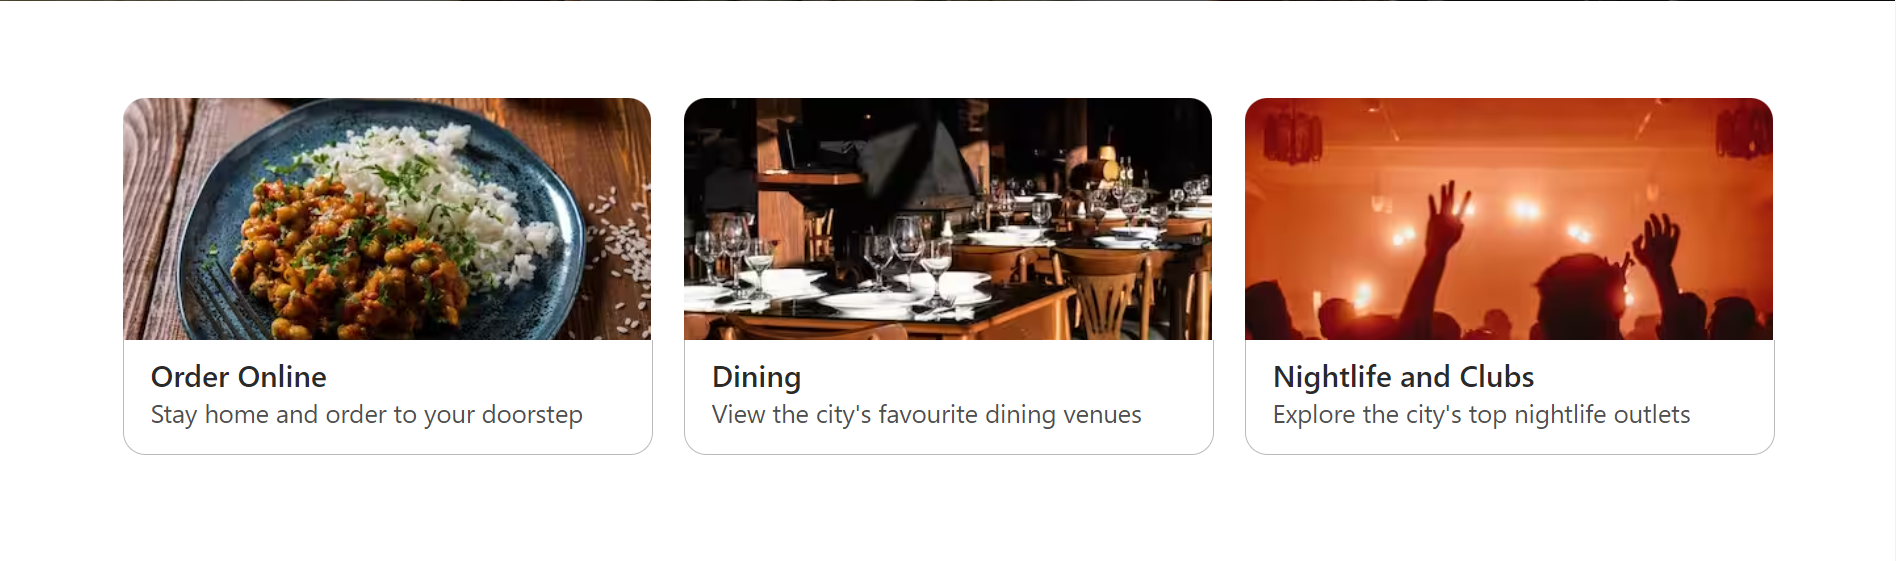 Order Online
Stay home and order to your doorstep
Dining
View the city's favourite dining venues
Nightlife and Clubs
Explore the city's top nightlife outlets